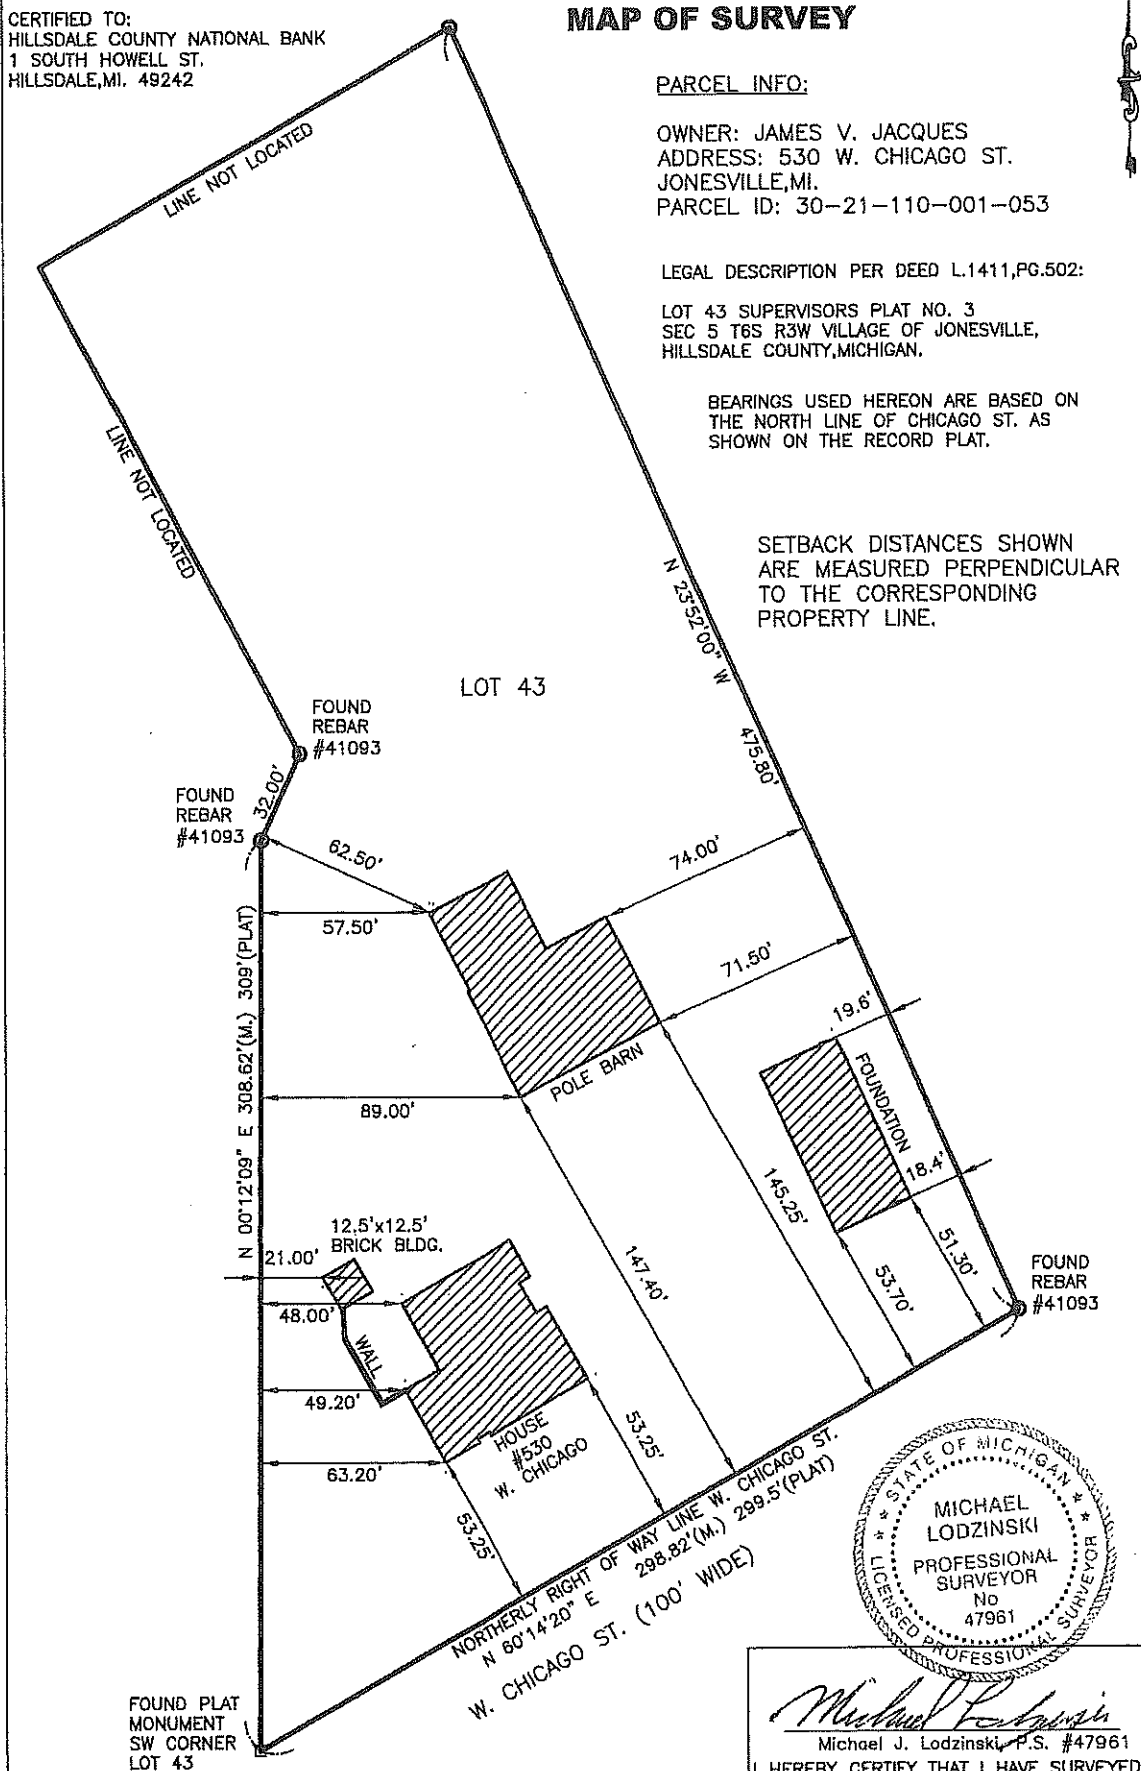 CERTIFIED TO:
HILLSDALE COUNTY NATIONAL BANK
1 SOUTH HOWELL ST.
HILLSDALE,MI. 49242
MAP OF SURVEY
PARCEL INFO:
OWNER: JAMES V. JACQUES
ADDRESS: 530 W. CHICAGO ST.
JONESVILLE,MI.
PARCEL ID: 30-21-110-001-053
LEGAL DESCRIPTION PER DEED L.1411,PG.502:
LOT 43 SUPERVISORS PLAT NO. 3
SEC 5 T6S R3W VILLAGE OF JONESVILLE,
HILLSDALE COUNTY,MICHIGAN.
BEARINGS USED HEREON ARE BASED ON
THE NORTH LINE OF CHICAGO ST. AS
SHOWN ON THE RECORD PLAT.
SETBACK DISTANCES SHOWN
ARE MEASURED PERPENDICULAR
TO THE CORRESPONDING
PROPERTY LINE.
LINE NOT LOCATED
LINE NOT LOCATED
N 23°52'00" W
475.80'
LOT 43
FOUND
REBAR
#41093
32.00'
FOUND
REBAR
#41093
62.50'
57.50'
74.00'
71.50'
19.6'
POLE BARN
FOUNDATION
89.00'
18.4'
N 00°12'09" E 308.62'(M.) 309'(PLAT)
145.25'
147.40'
53.70'
51.30'
FOUND
REBAR
#41093
12.5'x12.5'
BRICK BLDG.
21.00'
48.00'
WALL
49.20'
63.20'
HOUSE
#530
W. CHICAGO
53.25'
53.25'
NORTHERLY RIGHT OF WAY LINE W. CHICAGO ST.
N 60°14'20" E 298.82'(M.) 299.5'(PLAT)
W. CHICAGO ST. (100' WIDE)
FOUND PLAT
MONUMENT
SW CORNER
LOT 43
STATE OF MICHIGAN
MICHAEL
LODZINSKI
PROFESSIONAL
SURVEYOR
No
47961
LICENSED PROFESSIONAL SURVEYOR
Michael J. Lodzinski, P.S. #47961
I HEREBY CERTIFY THAT I HAVE SURVEYED